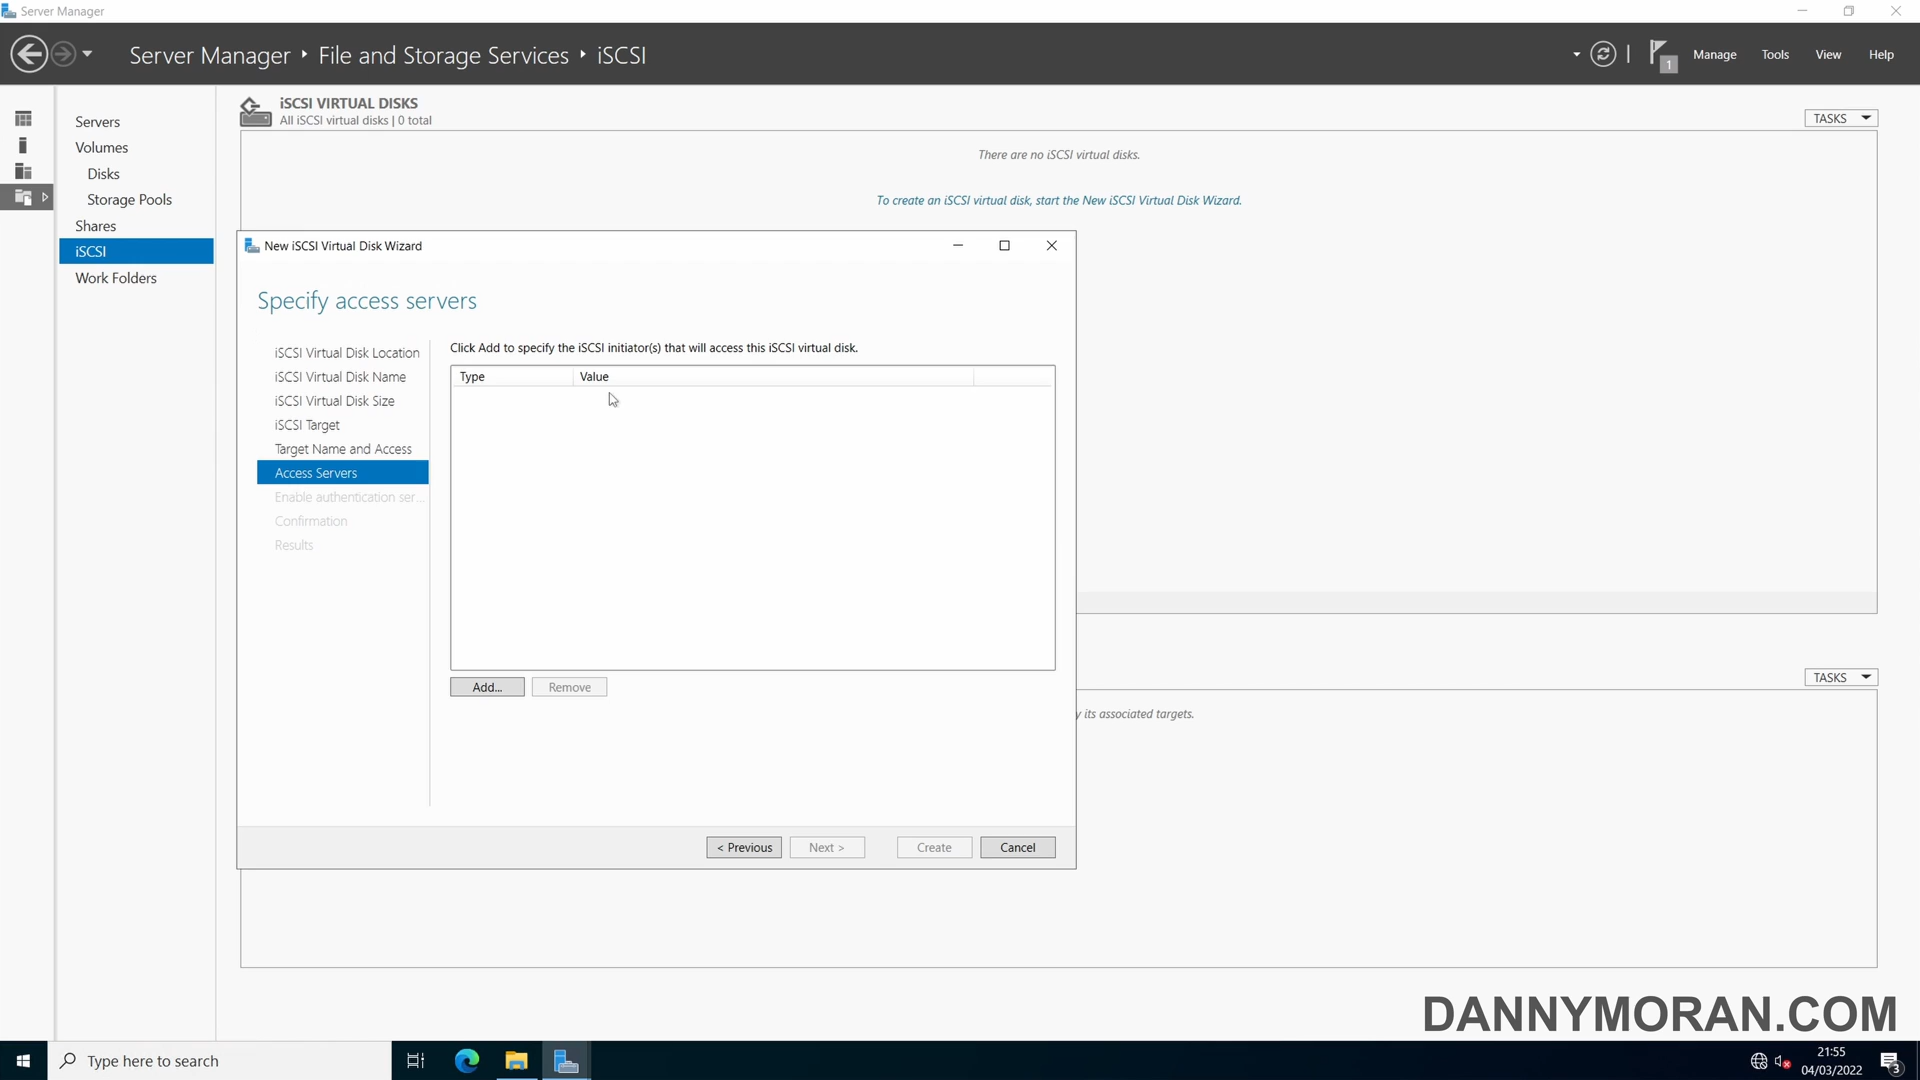 Server Manager
Server Manager ‣ File and Storage Services ‣ iSCSI
1
Manage
Tools
View
Help
Servers
Volumes
Disks
Storage Pools
Shares
iSCSI
Work Folders
iSCSI VIRTUAL DISKS
All iSCSI virtual disks | 0 total
TASKS
There are no iSCSI virtual disks.
To create an iSCSI virtual disk, start the New iSCSI Virtual Disk Wizard.
New iSCSI Virtual Disk Wizard
Specify access servers
iSCSI Virtual Disk Location
iSCSI Virtual Disk Name
iSCSI Virtual Disk Size
iSCSI Target
Target Name and Access
Access Servers
Enable authentication ser...
Confirmation
Results
Click Add to specify the iSCSI initiator(s) that will access this iSCSI virtual disk.
Type Value
Add... Remove
< Previous Next > Create Cancel
TASKS
y its associated targets.
DANNYMORAN.COM
Type here to search
21:55
04/03/2022
3